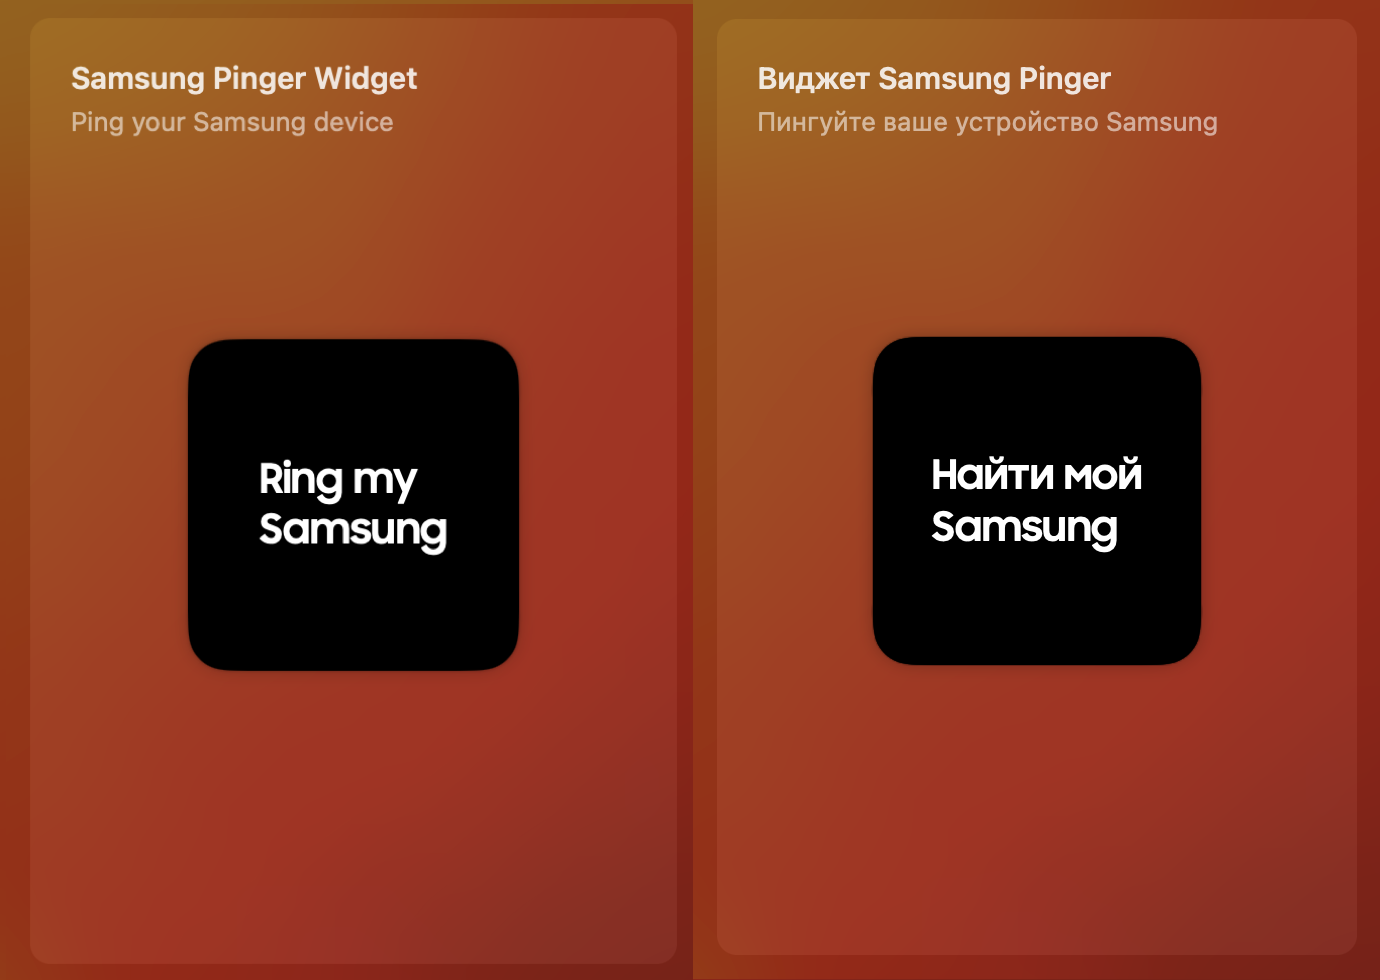 Samsung Pinger Widget
Ping your Samsung device
Ring my
Samsung
Виджет Samsung Pinger
Пингуйте ваше устройство Samsung
Найти мой
Samsung